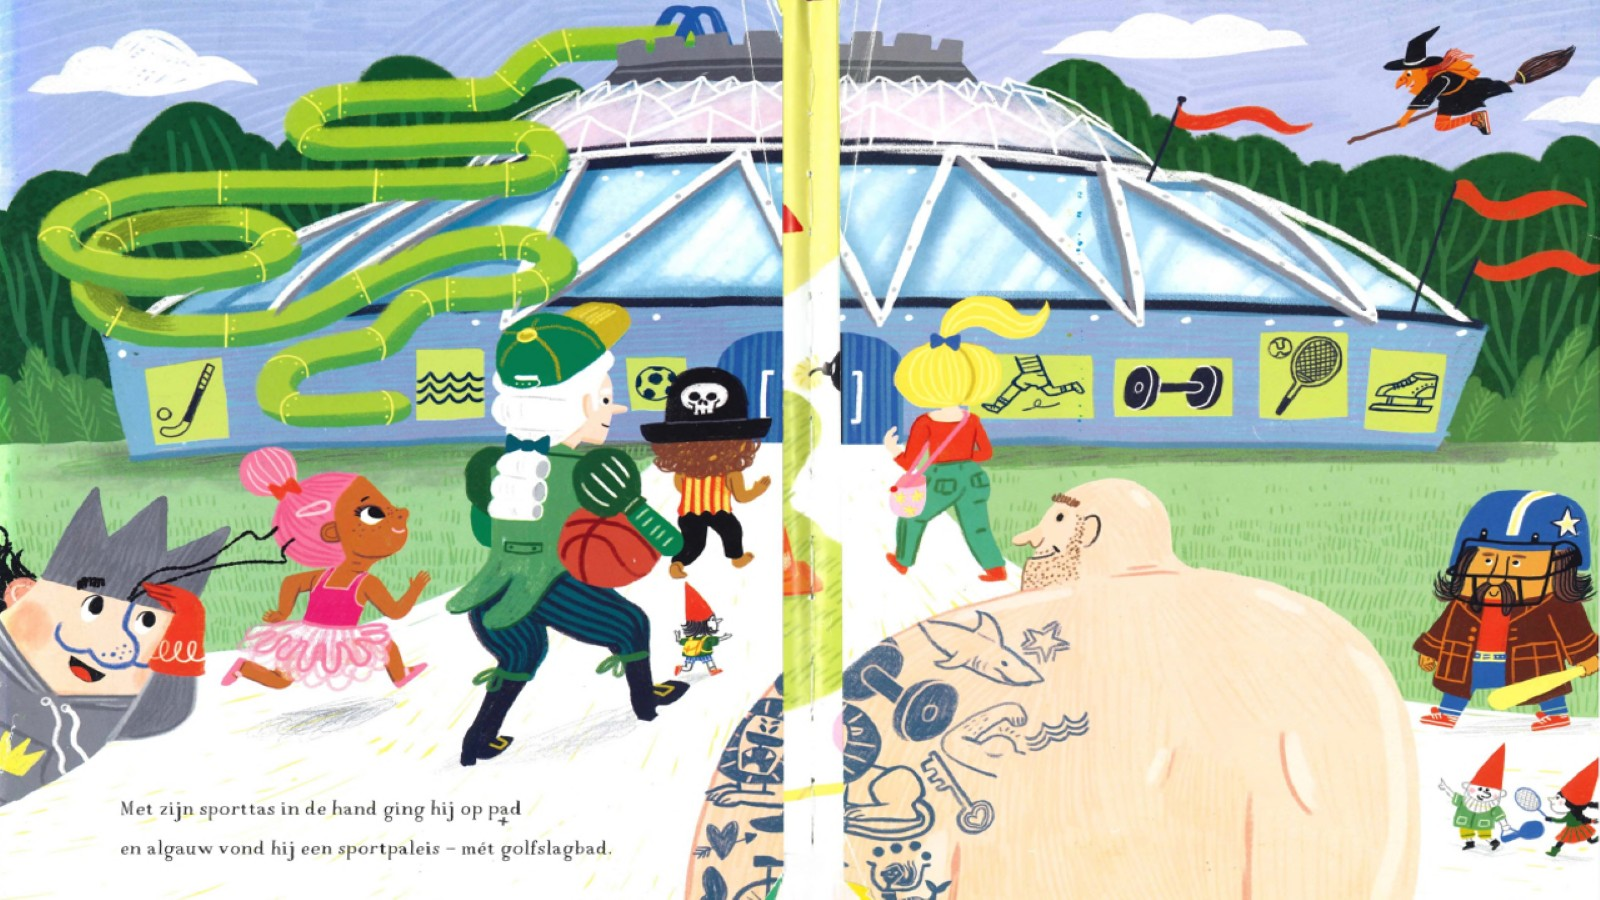 Met zijn sporttas in de hand ging hij op pad
en algauw vond hij een sportpaleis – mét golfslagbad.